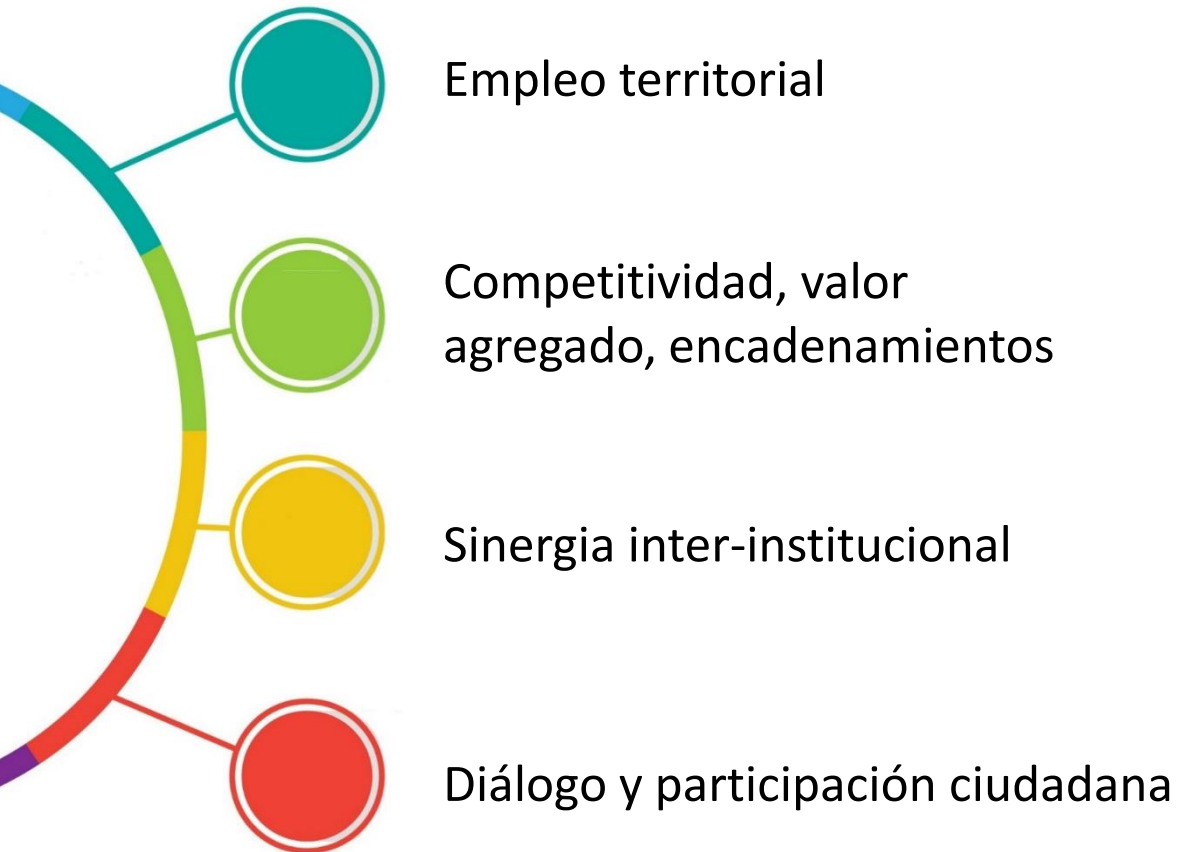 Empleo territorial
Competitividad, valor
agregado, encadenamientos
Sinergia inter-institucional
Diálogo y participación ciudadana